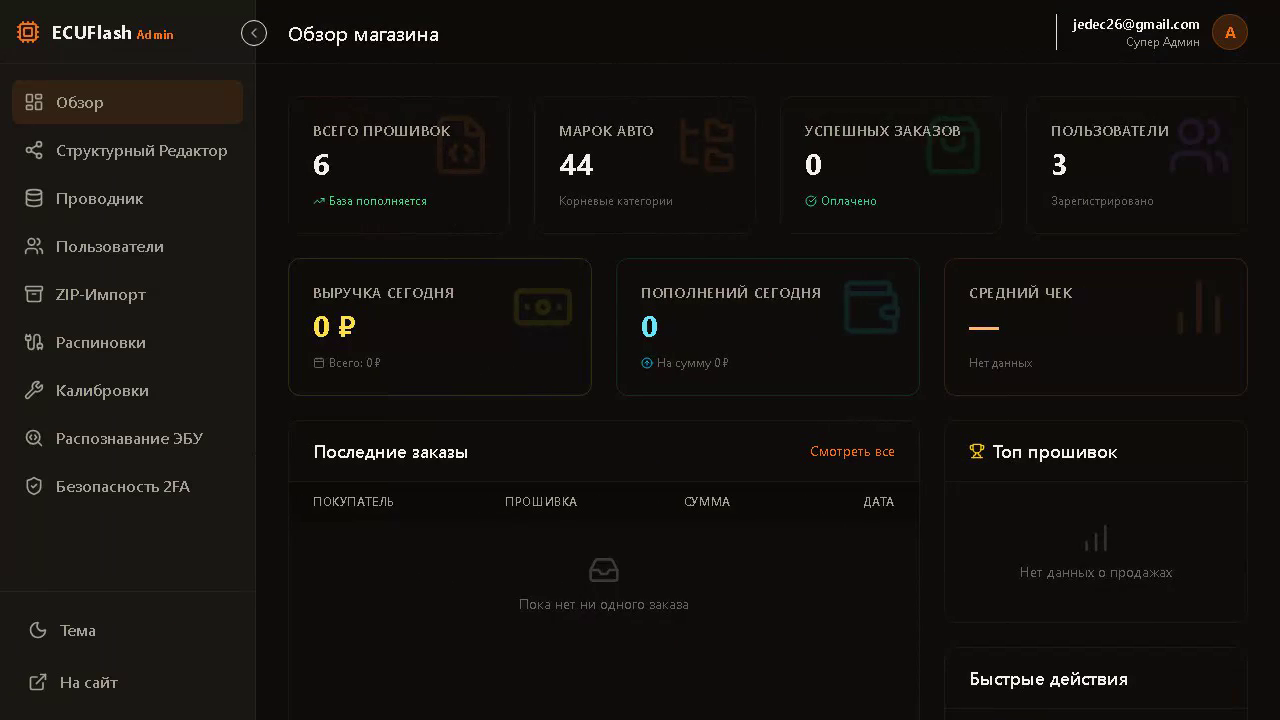 ECUFlash Admin
Обзор
Структурный Редактор
Проводник
Пользователи
ZIP-Импорт
Распиновки
Калибровки
Распознавание ЭБУ
Безопасность 2FA
Тема
На сайт
Обзор магазина
jedec26@gmail.com
Супер Админ
A
ВСЕГО ПРОШИВОК
6
База пополняется
МАРОК АВТО
44
Корневые категории
УСПЕШНЫХ ЗАКАЗОВ
0
Оплачено
ПОЛЬЗОВАТЕЛИ
3
Зарегистрировано
ВЫРУЧКА СЕГОДНЯ
0 ₽
Всего: 0 ₽
ПОПОЛНЕНИЙ СЕГОДНЯ
0
На сумму 0 ₽
СРЕДНИЙ ЧЕК
—
Нет данных
Последние заказы
Смотреть все
ПОКУПАТЕЛЬ ПРОШИВКА СУММА ДАТА
Пока нет ни одного заказа
Топ прошивок
Нет данных о продажах
Быстрые действия